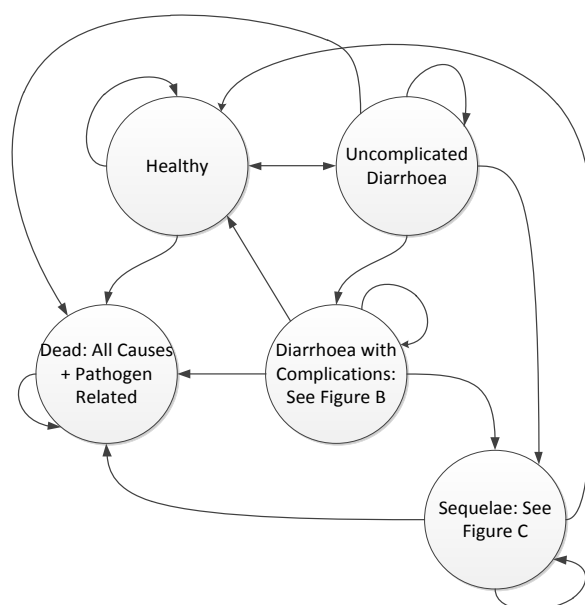 Healthy
Uncomplicated
Diarrhoea
Dead: All Causes
+ Pathogen
Related
Diarrhoea with
Complications:
See Figure B
Sequelae: See
Figure C